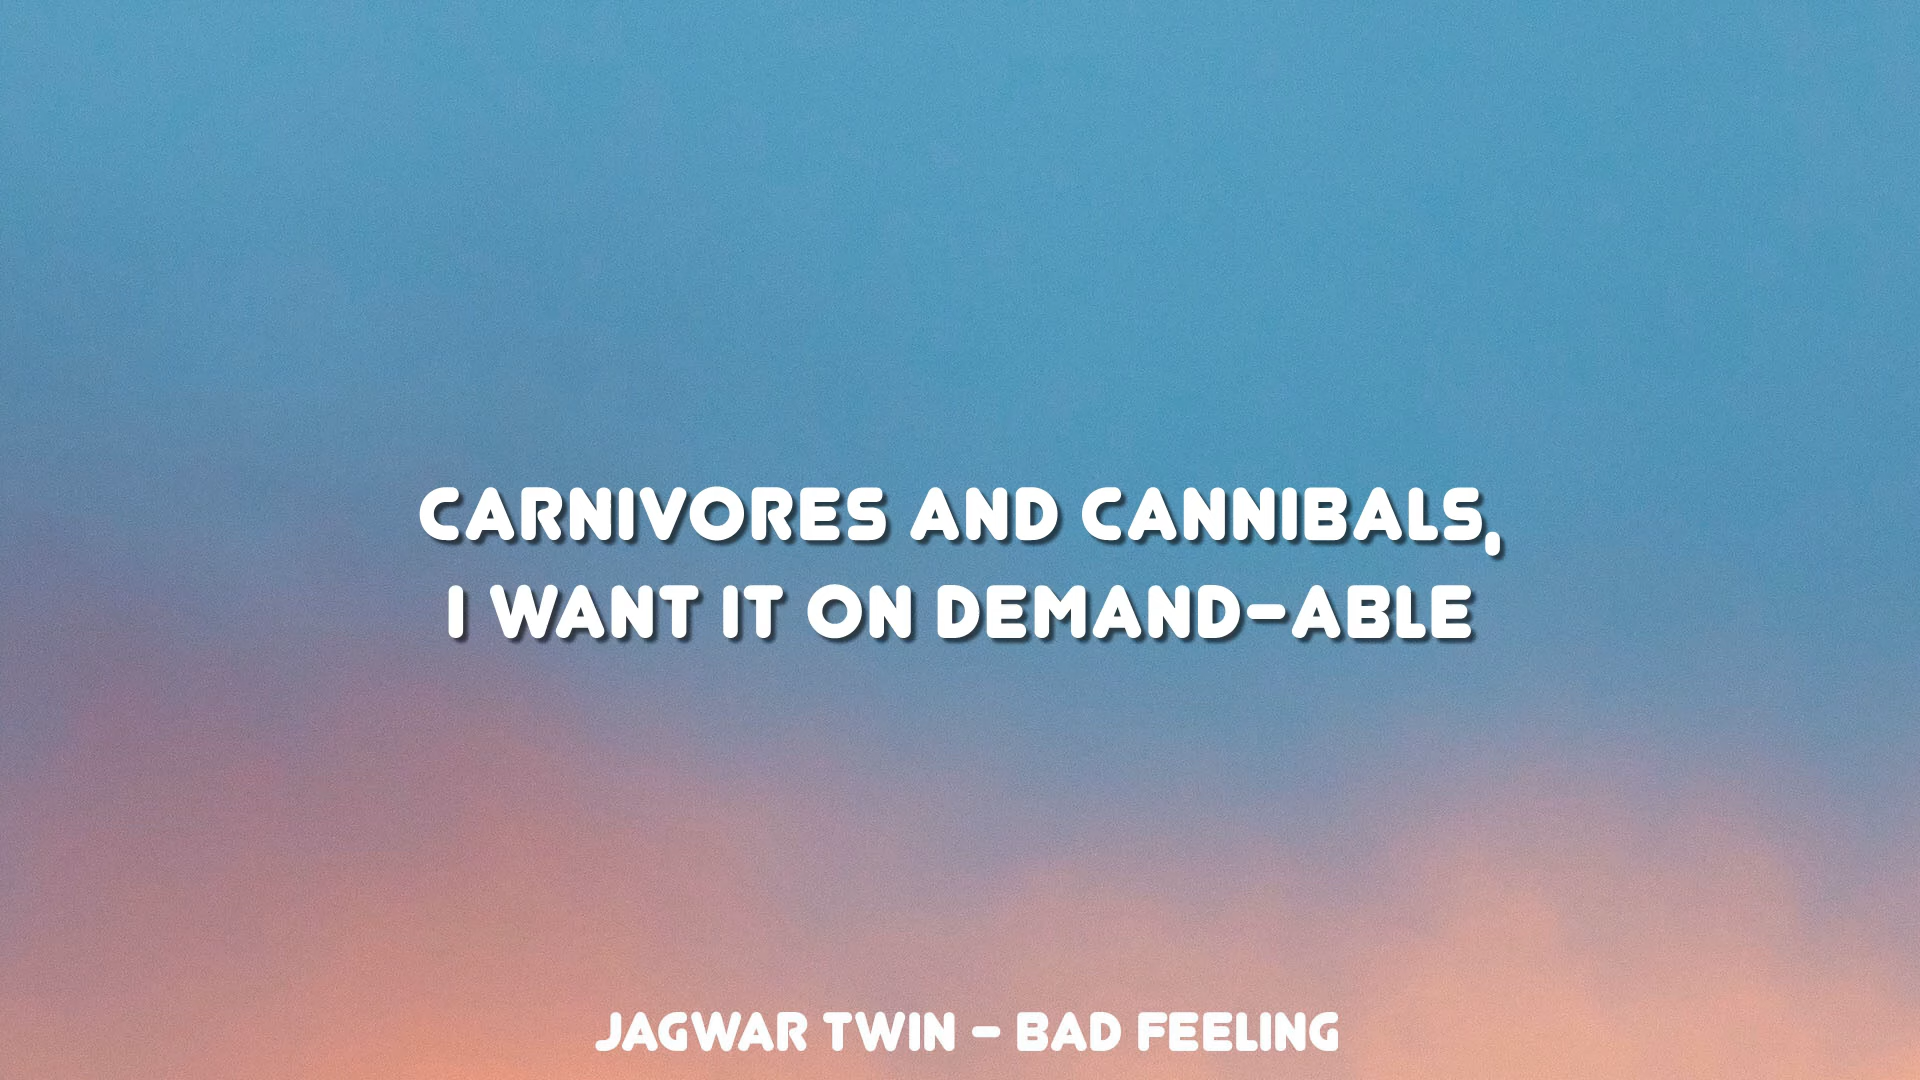 CARNIVORES AND CANNIBALS,
I WANT IT ON DEMAND-ABLE
JAGWAR TWIN - BAD FEELING